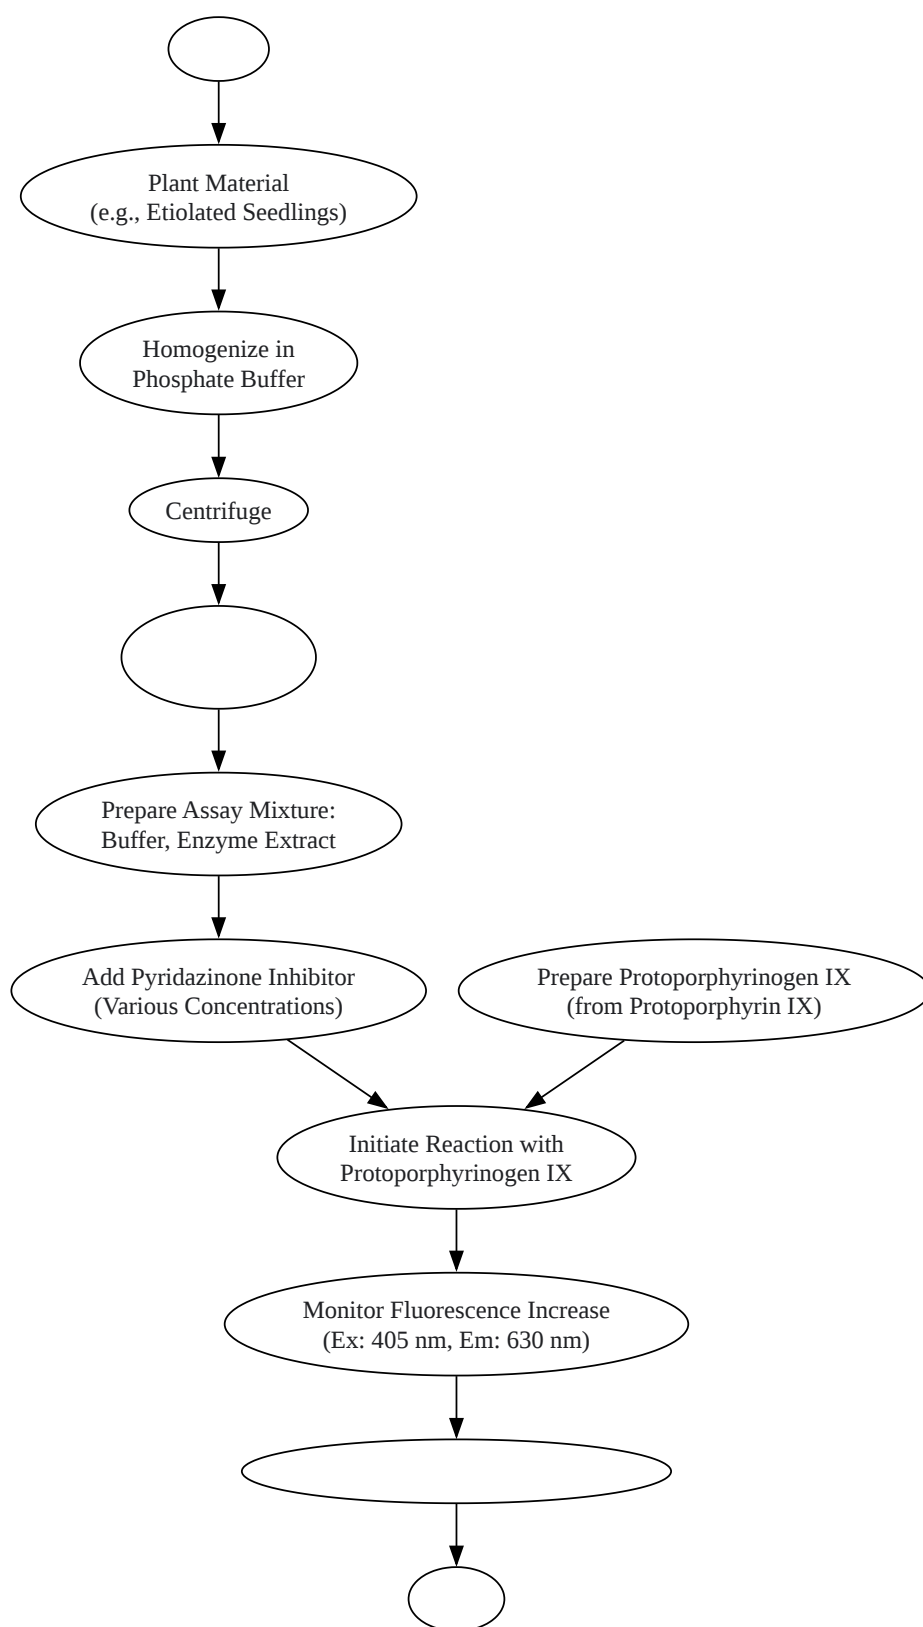 Plant Material
(e.g., Etiolated Seedlings)
Homogenize in
Phosphate Buffer
Centrifuge
Prepare Assay Mixture:
Buffer, Enzyme Extract
Add Pyridazinone Inhibitor
(Various Concentrations)
Prepare Protoporphyrinogen IX
(from Protoporphyrin IX)
Initiate Reaction with
Protoporphyrinogen IX
Monitor Fluorescence Increase
(Ex: 405 nm, Em: 630 nm)